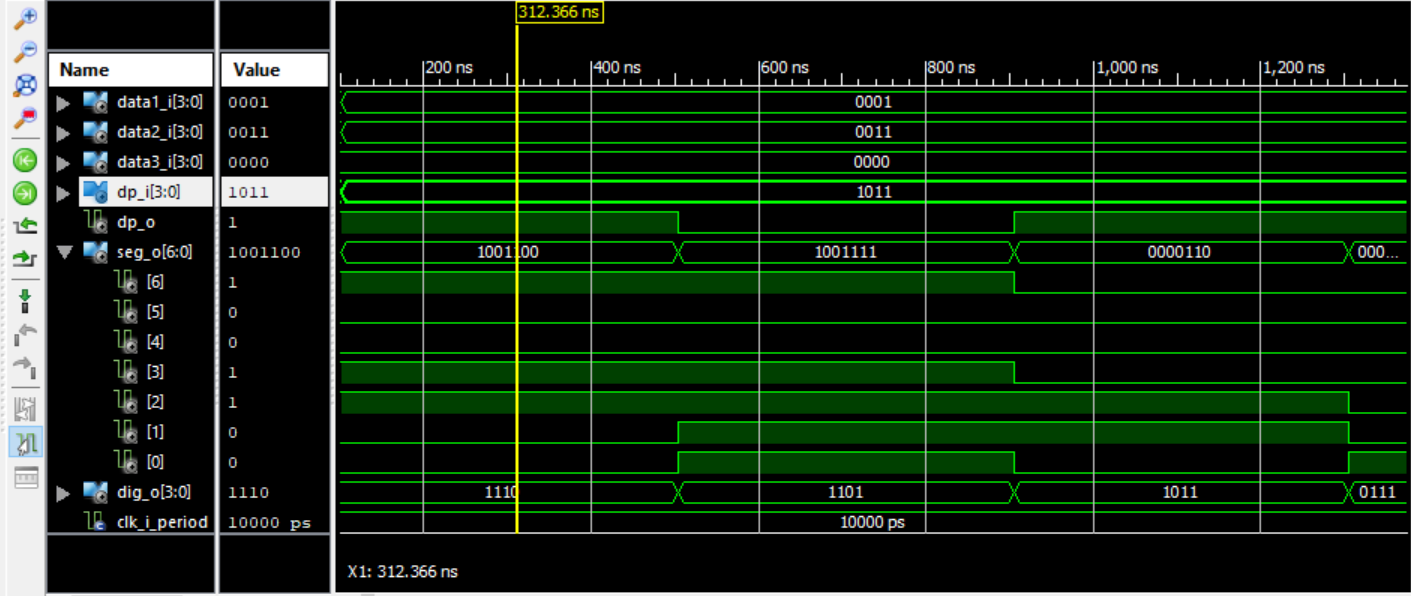 312.366 ns
Name Value 200 ns 400 ns 600 ns 800 ns 1,000 ns 1,200 ns
data1_i[3:0] 0001 0001
data2_i[3:0] 0011 0011
data3_i[3:0] 0000 0000
dp_i[3:0] 1011 1011
dp_o 1
seg_o[6:0] 1001100 1001100 1001111 0000110 000...
[6] 1
[5] 0
[4] 0
[3] 1
[2] 1
[1] 0
[0] 0
dig_o[3:0] 1110 1110 1101 1011 0111
clk_i_period 10000 ps 10000 ps
X1: 312.366 ns